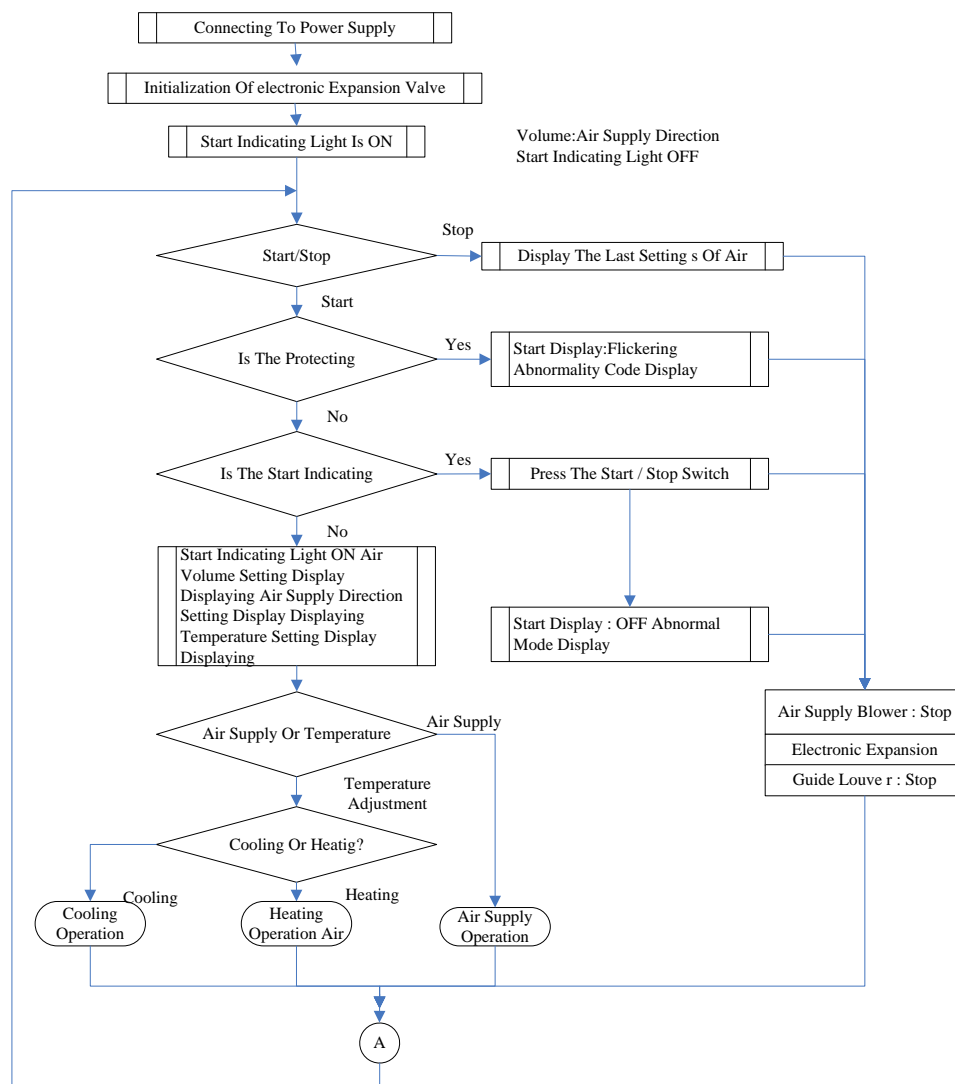 Connecting To Power Supply
Initialization Of electronic Expansion Valve
Start Indicating Light Is ON
Volume:Air Supply Direction
Start Indicating Light OFF
Start/Stop
Stop
Display The Last Setting s Of Air
Start
Is The Protecting
Yes
Start Display:Flickering
Abnormality Code Display
No
Is The Start Indicating
Yes
Press The Start / Stop Switch
No
Start Indicating Light ON Air
Volume Setting Display
Displaying Air Supply Direction
Setting Display Displaying
Temperature Setting Display
Displaying
Start Display : OFF Abnormal
Mode Display
Air Supply Or Temperature
Air Supply
Air Supply Blower : Stop
Electronic Expansion
Guide Louve r : Stop
Temperature
Adjustment
Cooling Or Heatig?
Cooling
Heating
Cooling
Operation
Heating
Operation Air
Air Supply
Operation
A